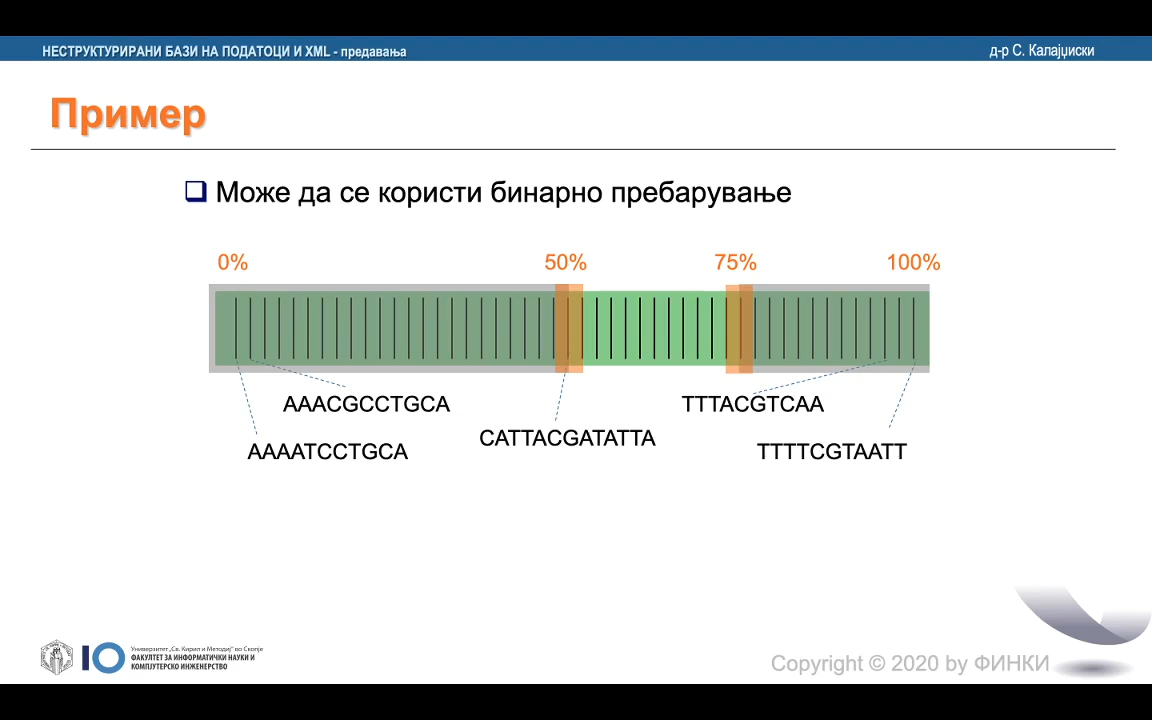 НЕСТРУКТУРИРАНИ БАЗИ НА ПОДАТОЦИ И XML - предавања
д-р С. Калајџиски
Пример
Може да се користи бинарно пребарување
0% 50% 75% 100%
AAACGCCTGCA
TTTACGTCAA
CATTACGATATTA
AAAATCCTGCA
TTTTCGTAATT
Универзитет „Св. Кирил и Методиј" во Скопје
ФАКУЛТЕТ ЗА ИНФОРМАТИЧКИ НАУКИ И
КОМПЈУТЕРСКО ИНЖЕНЕРСТВО
Copyright © 2020 by ФИНКИ